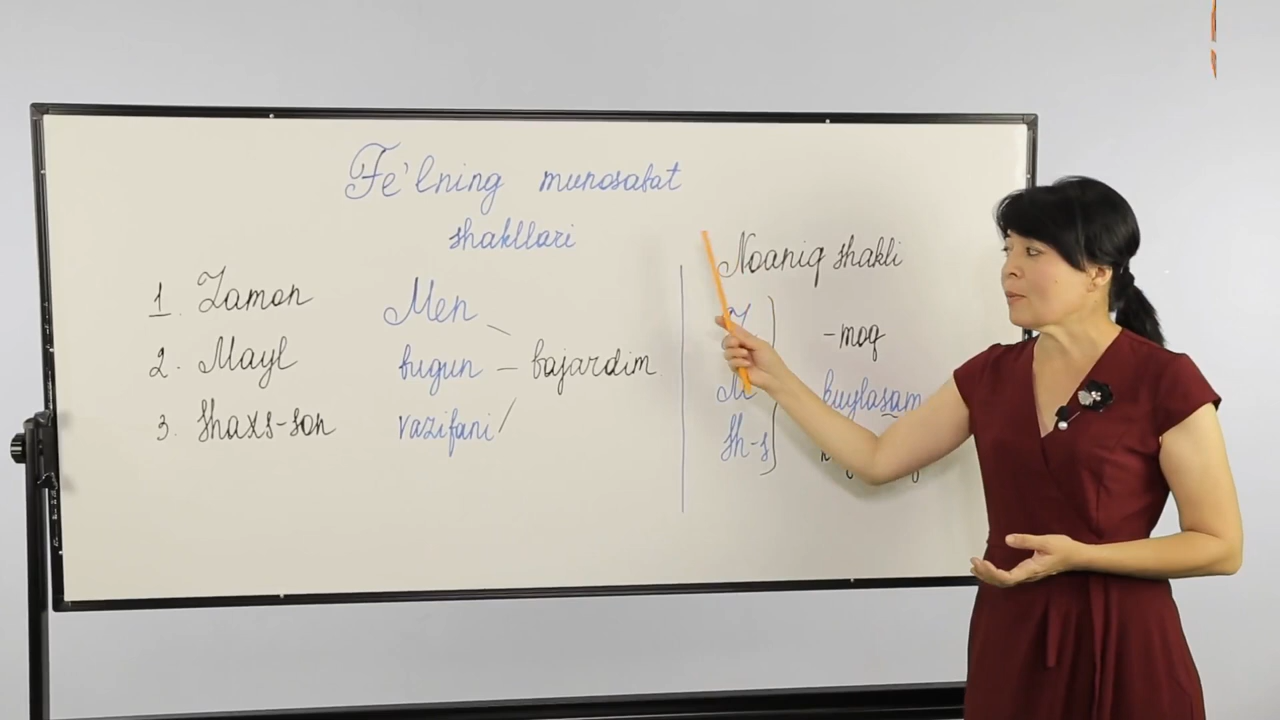 Fe'lning munosabat
shakllari
1. Zamon
2. Mayl
3. Shaxs-son
Men
bugun
vazifani
bajardim
Noaniq shakli
Z
M
Sh-s
-moq
kuylasam